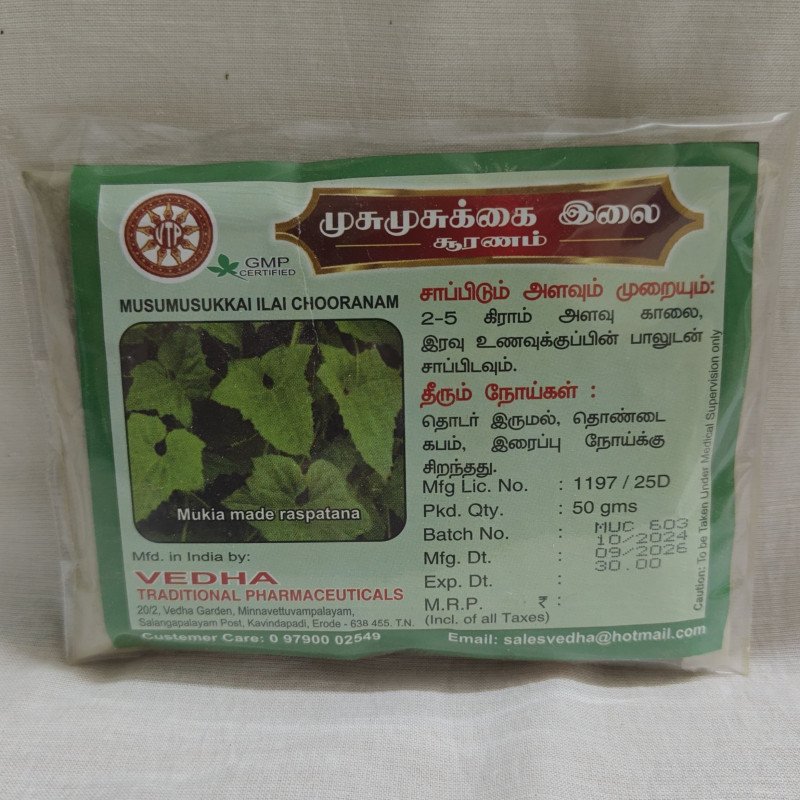 VTP
GMP
CERTIFIED
முசுமுசுக்கை இலை
சூரணம்
MUSUMUSUKKAI ILAI CHOORANAM
Mukia made raspatana
Mfd. in India by:
VEDHA
TRADITIONAL PHARMACEUTICALS
20/2, Vedha Garden, Minnavettuvampalayam,
Salangapalayam Post, Kavindapadi, Erode - 638 455. T.N.
சாப்பிடும் அளவும் முறையும்:
2-5 கிராம் அளவு காலை,
இரவு உணவுக்குப்பின் பாலுடன்
சாப்பிடவும்.
தீரும் நோய்கள் :
தொடர் இருமல், தொண்டை
கபம், இரைப்பு நோய்க்கு
சிறந்தது.
Mfg Lic. No. : 1197 / 25D
Pkd. Qty. : 50 gms
Batch No. : MUC 603
Mfg. Dt. : 10/2024
Exp. Dt. : 09/2026
M.R.P. ₹ : 30.00
(Incl. of all Taxes)
Caution: To be Taken Under Medical Supervision only
Custemer Care: 0 97900 02549 Email: salesvedha@hotmail.com